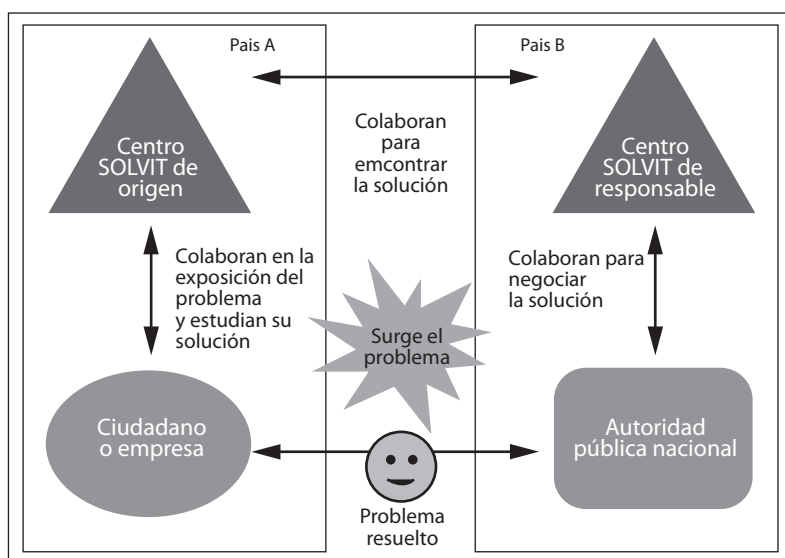 Pais A
Pais B
Centro
SOLVIT de
origen
Colaboran
para
emcontrar
la solución
Centro
SOLVIT de
responsable
Colaboran en la
exposición del
problema
y estudian su
solución
Colaboran para
negociar
la solución
Surge el
problema
Ciudadano
o empresa
Autoridad
pública nacional
Problema
resuelto